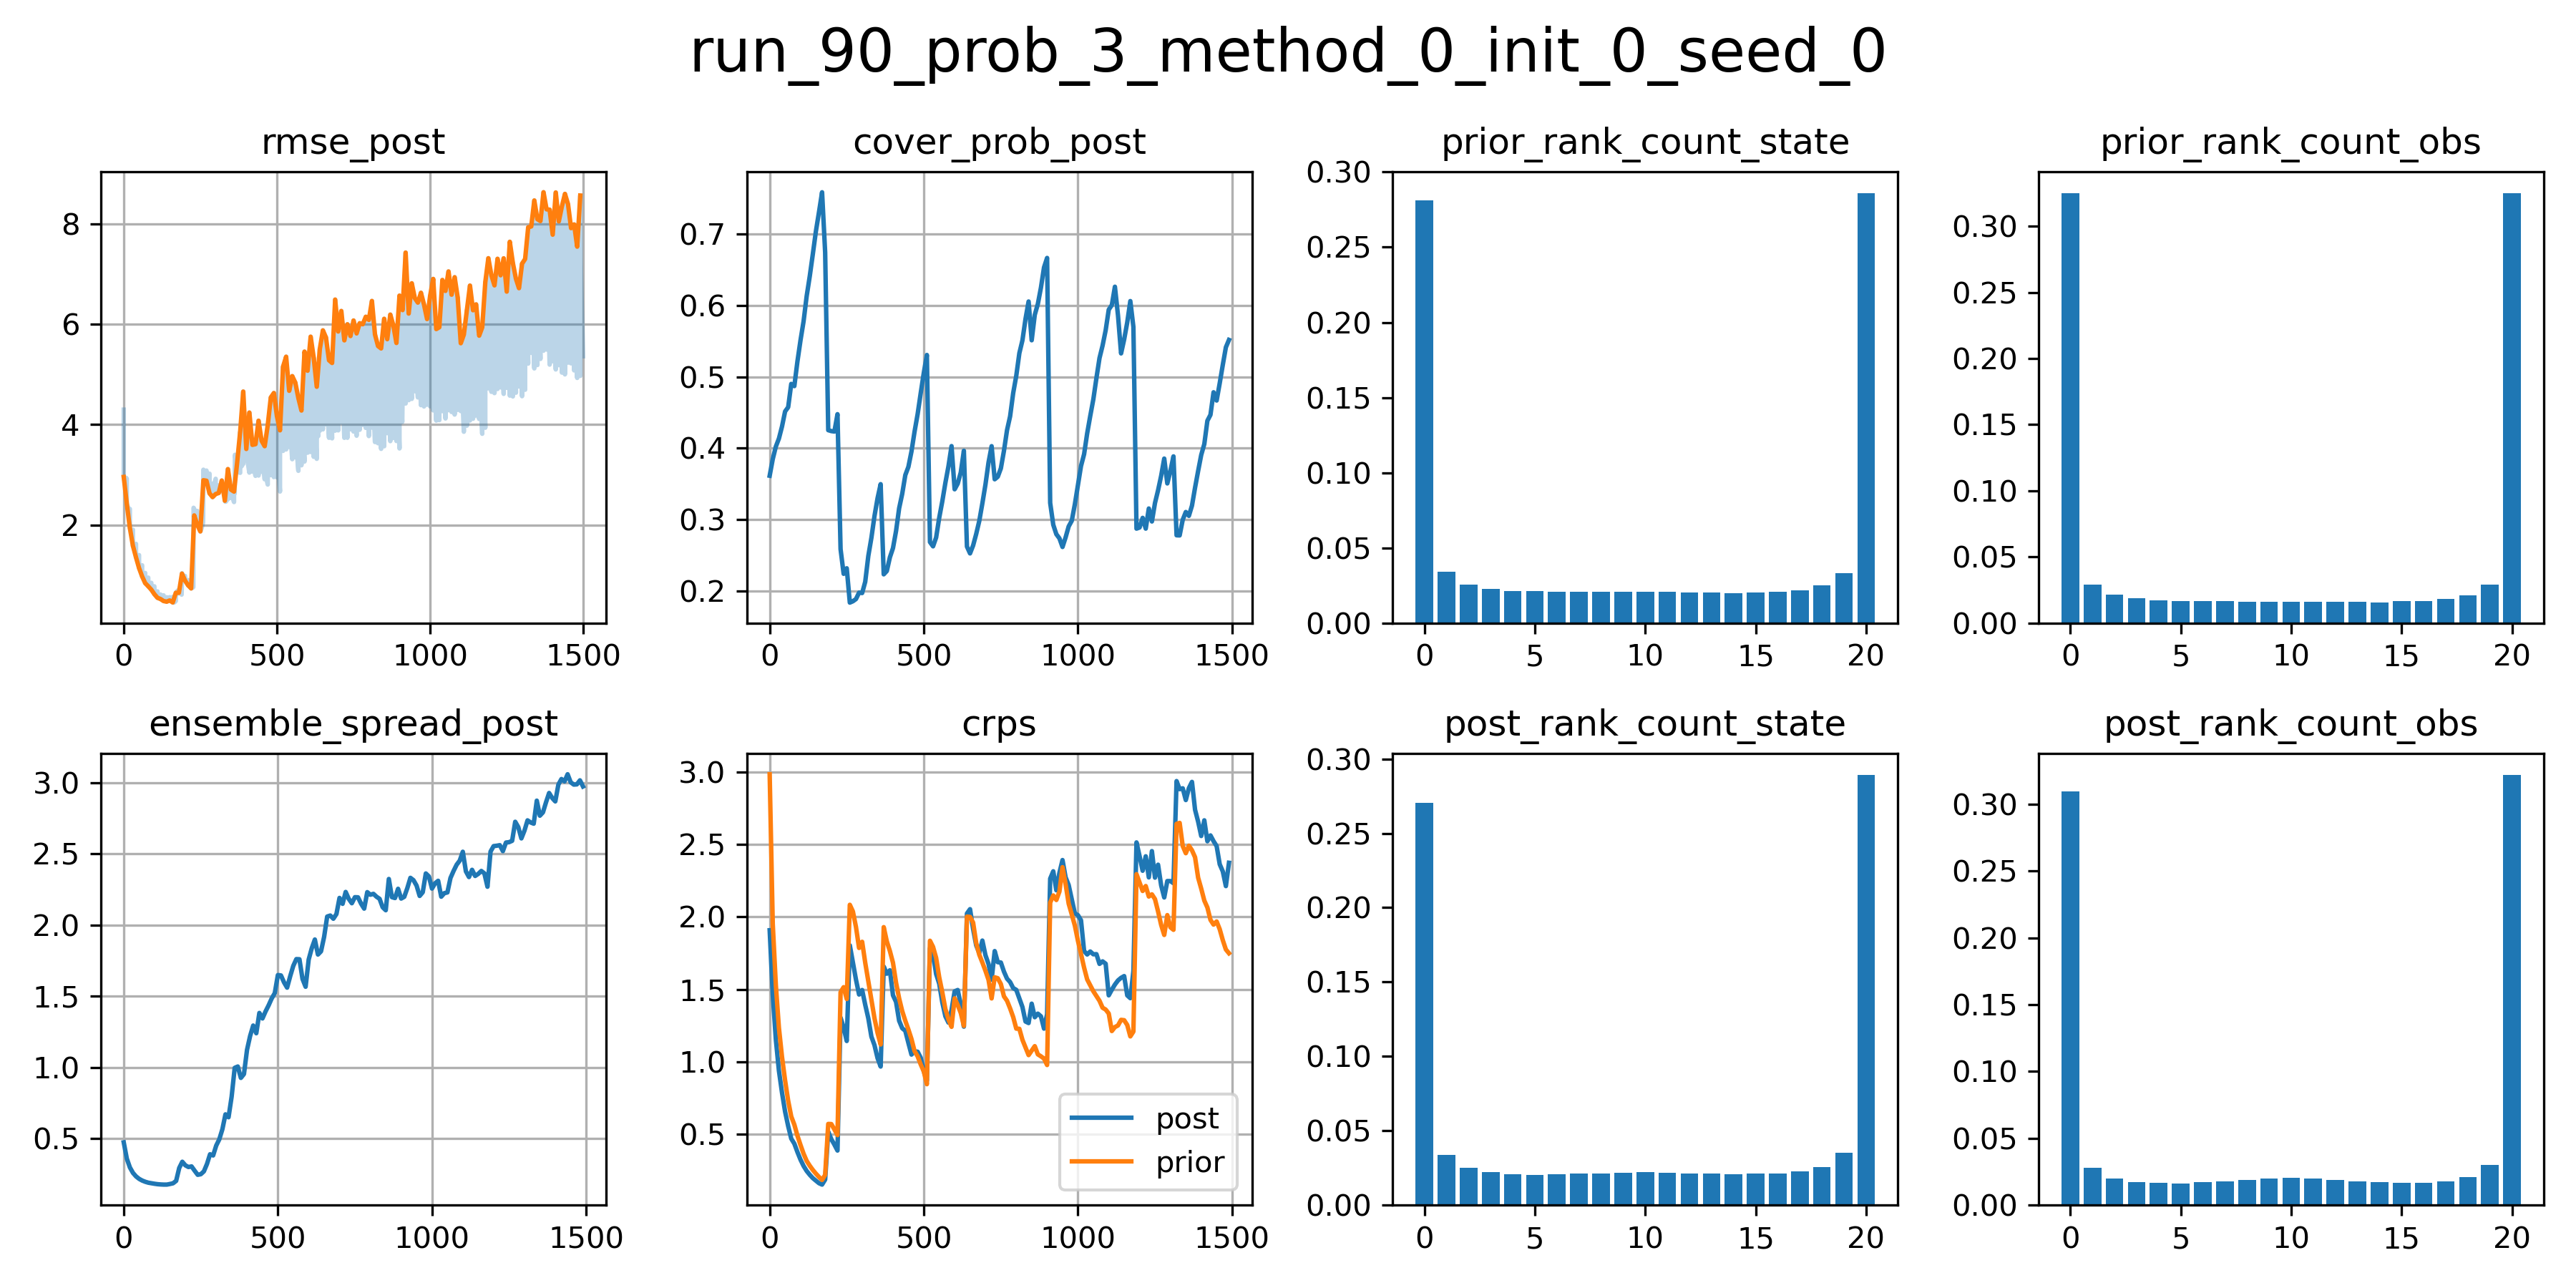 run_90_prob_3_method_0_init_0_seed_0
rmse_post
8
6
4
2
0 500 1000 1500
cover_prob_post
0.7
0.6
0.5
0.4
0.3
0.2
0 500 1000 1500
prior_rank_count_state
0.30
0.25
0.20
0.15
0.10
0.05
0.00
0 5 10 15 20
prior_rank_count_obs
0.30
0.25
0.20
0.15
0.10
0.05
0.00
0 5 10 15 20
ensemble_spread_post
3.0
2.5
2.0
1.5
1.0
0.5
0 500 1000 1500
crps
3.0
2.5
2.0
1.5
1.0
0.5
post
prior
0 500 1000 1500
post_rank_count_state
0.30
0.25
0.20
0.15
0.10
0.05
0.00
0 5 10 15 20
post_rank_count_obs
0.30
0.25
0.20
0.15
0.10
0.05
0.00
0 5 10 15 20